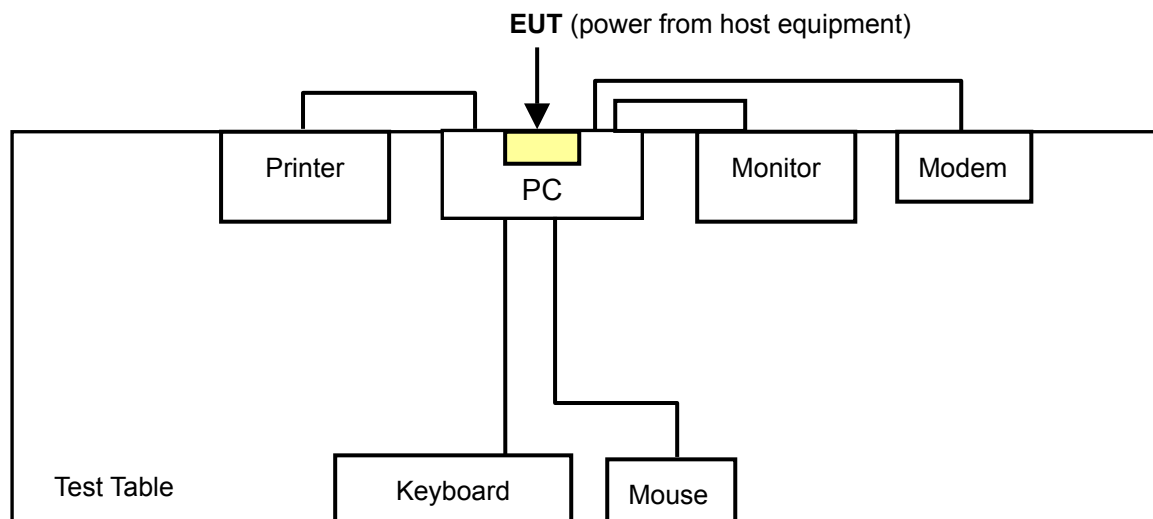 EUT (power from host equipment)
Printer
PC
Monitor
Modem
Test Table
Keyboard
Mouse